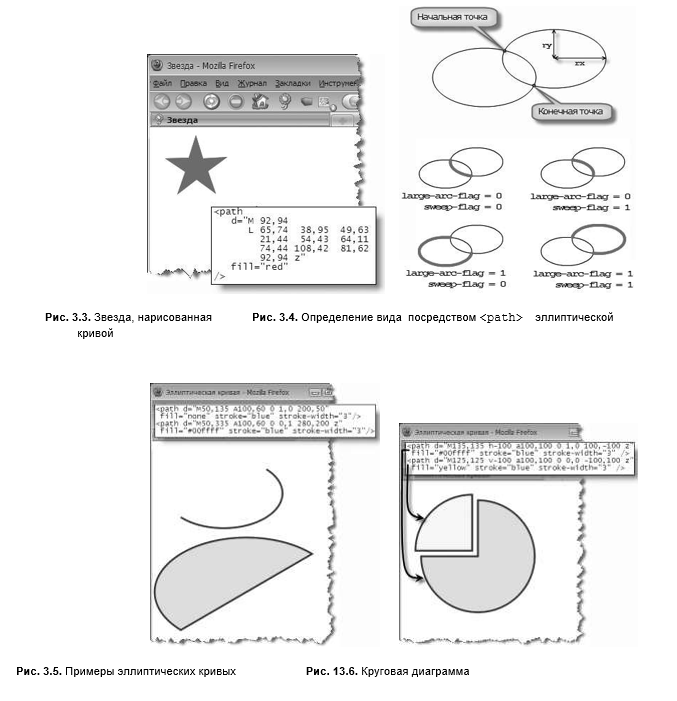 Звезда - Mozilla Firefox
Файл Правка Вид Журнал Закладки Инструмен
Звезда
<path
d="M 92,94
L 65,74 38,95 49,63
21,44 54,43 64,11
74,44 108,42 81,62
92,94 z"
fill="red"
/>
Начальная точка
ry
rx
Конечная точка
large-arc-flag = 0
sweep-flag = 0
large-arc-flag = 0
sweep-flag = 1
large-arc-flag = 1
sweep-flag = 0
large-arc-flag = 1
sweep-flag = 1
Рис. 3.3. Звезда, нарисованная
кривой
Рис. 3.4. Определение вида посредством <path> эллиптической
Эллиптическая кривая - Mozilla Firefox
<path d="M50,135 A100,60 0 1,0 200,50"
fill="none" stroke="blue" stroke-width="3"/>
<path d="M50,335 A100,60 0 0,1 280,200 z"
fill="#00ffff" stroke="blue" stroke-width="3"/>
Эллиптическая кривая - Mozilla Firefox
<path d="M135,135 h-100 a100,100 0 1,0 100,-100 z"
fill="#00ffff" stroke="blue" stroke-width="3" />
<path d="M125,125 v-100 a100,100 0 0,0 -100,100 z"
fill="yellow" stroke="blue" stroke-width="3" />
Рис. 3.5. Примеры эллиптических кривых
Рис. 13.6. Круговая диаграмма